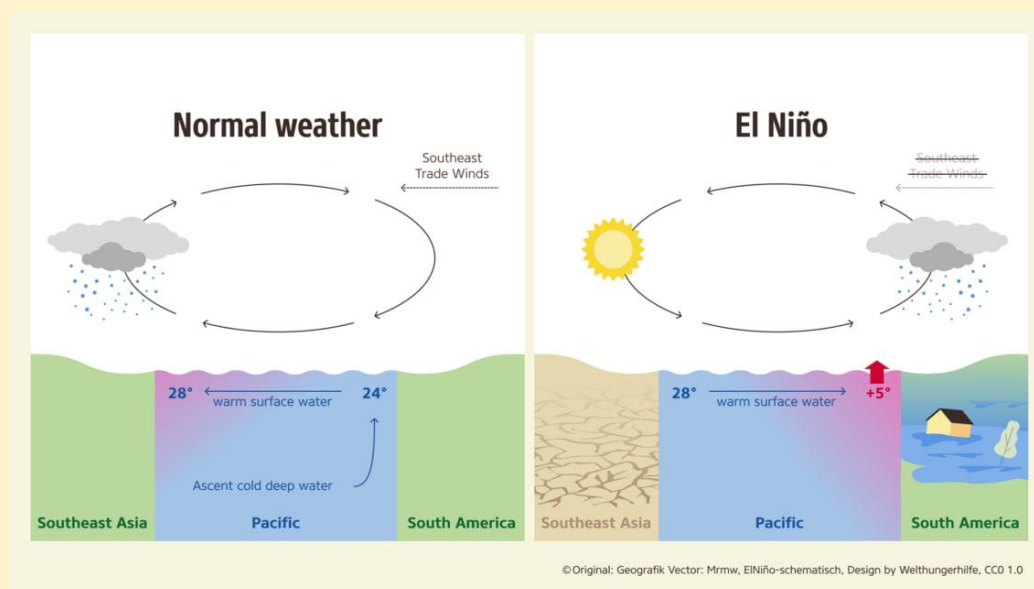 Normal weather
Southeast
Trade Winds
28°
24°
warm surface water
Ascent cold deep water
Southeast Asia
Pacific
South America
El Niño
Southeast
Trade Winds
28°
+5°
warm surface water
Southeast Asia
Pacific
South America
©Original: Geografik Vector: Mrmw, ElNiño-schematisch, Design by Welthungerhilfe, CC0 1.0